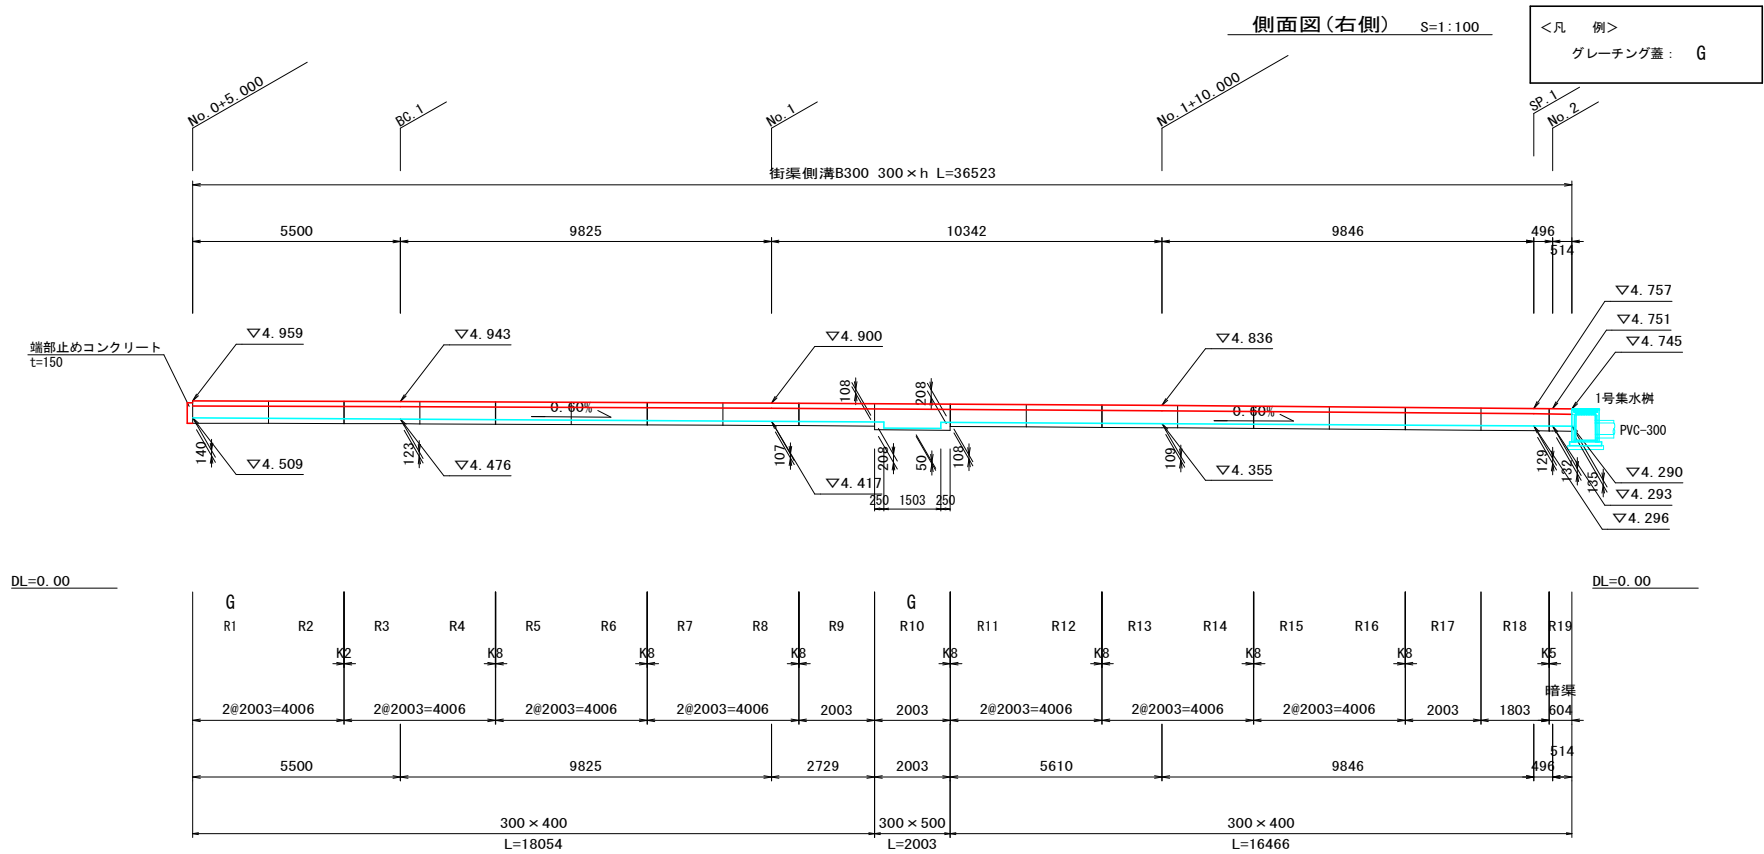 側面図(右側) S=1:100
<凡 例>
グレーチング蓋: G
No.0+5.000
BC.1
No.1
No.1+10.000
SP.1
No.2
街渠側溝B300 300×h L=36523
5500 9825 10342 9846 496
514
▽4.959 ▽4.943 ▽4.900 ▽4.836 ▽4.757
▽4.751
▽4.745
端部止めコンクリート
t=150
108 208
0.60% 0.60%
1号集水桝
PVC-300
140 123 107 208 50 108 109 129 132 135
▽4.509 ▽4.476 ▽4.417 ▽4.355 ▽4.290
▽4.293
▽4.296
250 1503 250
DL=0.00 DL=0.00
G G
R1 R2 R3 R4 R5 R6 R7 R8 R9 R10 R11 R12 R13 R14 R15 R16 R17 R18 R19
K2 K8 K8 K8 K8 K8 K8 K8 K5
暗渠
2@2003=4006 2@2003=4006 2@2003=4006 2@2003=4006 2003 2003 2@2003=4006 2@2003=4006 2@2003=4006 2003 1803 604
514
5500 9825 2729 2003 5610 9846 496
300×400 300×500 300×400
L=18054 L=2003 L=16466